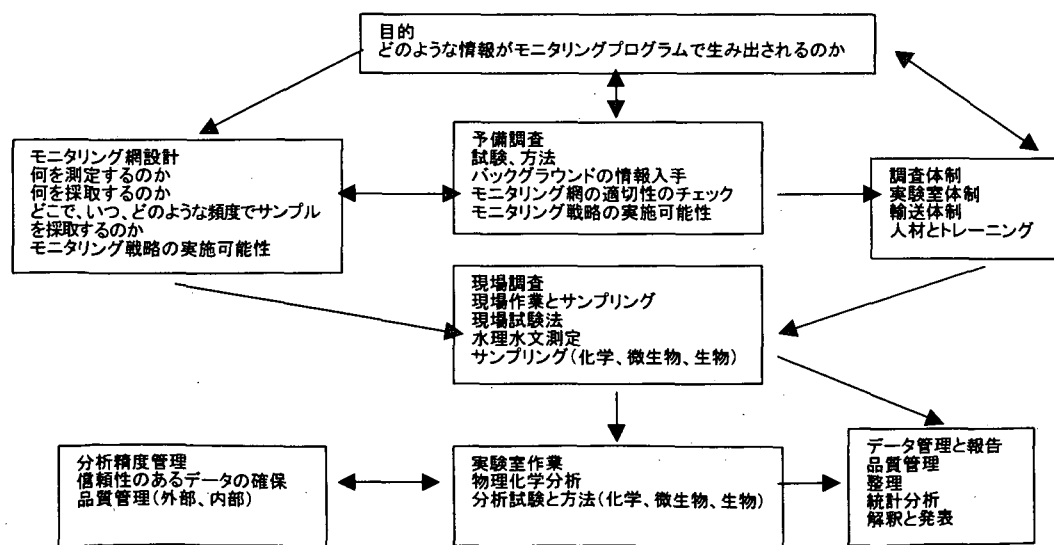 目的
どのような情報がモニタリングプログラムで生み出されるのか
モニタリング網設計
何を測定するのか
何を採取するのか
どこで、いつ、どのような頻度でサンプル
を採取するのか
モニタリング戦略の実施可能性
予備調査
試験、方法
バックグラウンドの情報入手
モニタリング網の適切性のチェック
モニタリング戦略の実施可能性
調査体制
実験室体制
輸送体制
人材とトレーニング
現場調査
現場作業とサンプリング
現場試験法
水理水文測定
サンプリング(化学、微生物、生物)
分析精度管理
信頼性のあるデータの確保
品質管理(外部、内部)
実験室作業
物理化学分析
分析試験と方法(化学、微生物、生物)
データ管理と報告
品質管理
整理
統計分析
解釈と発表